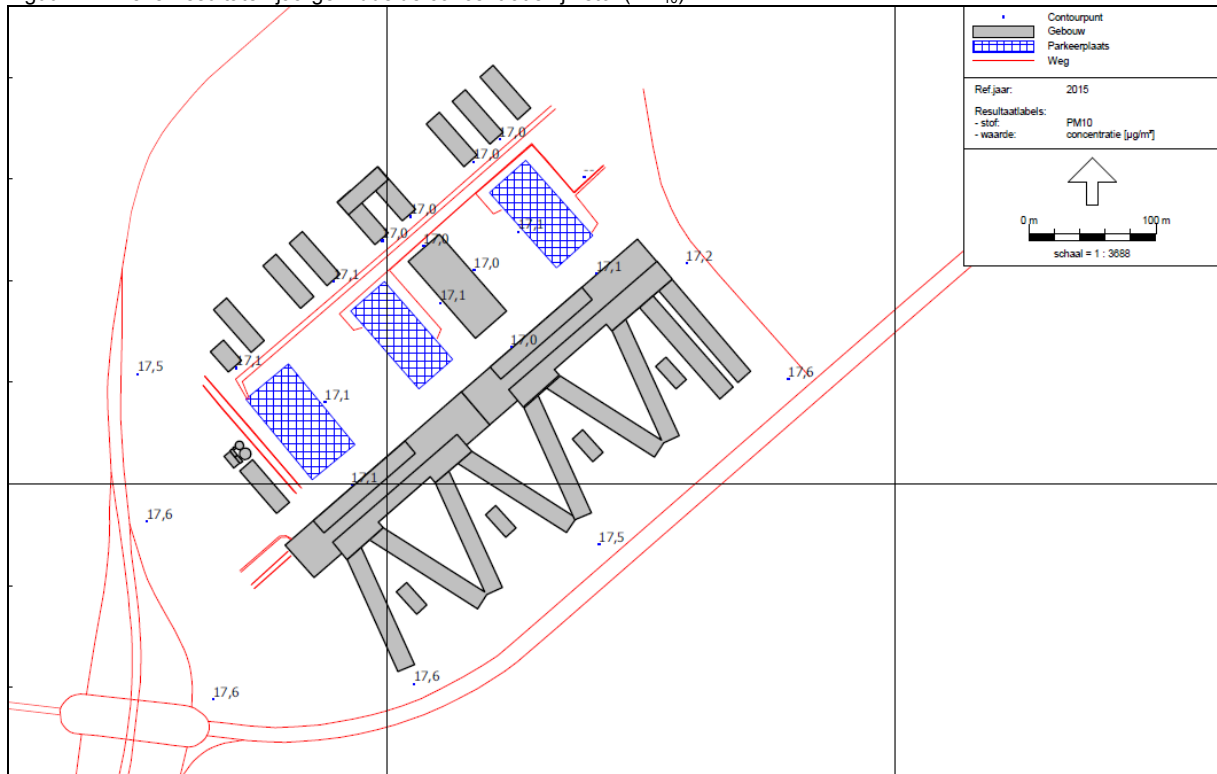 Contourpunt
Gebouw
Parkeerplaats
Weg
Ref.jaar: 2015
Resultaatlabels:
- stof: PM10
- waarde: concentratie [µg/m³]
0 m 100 m
schaal = 1 : 3688
17,0
17,0
--
17,0
17,1
17,0
17,0
17,2
17,1
17,0
17,1
17,1
17,0
17,1
17,5
17,6
17,1
17,1
17,6
17,5
17,6
17,6